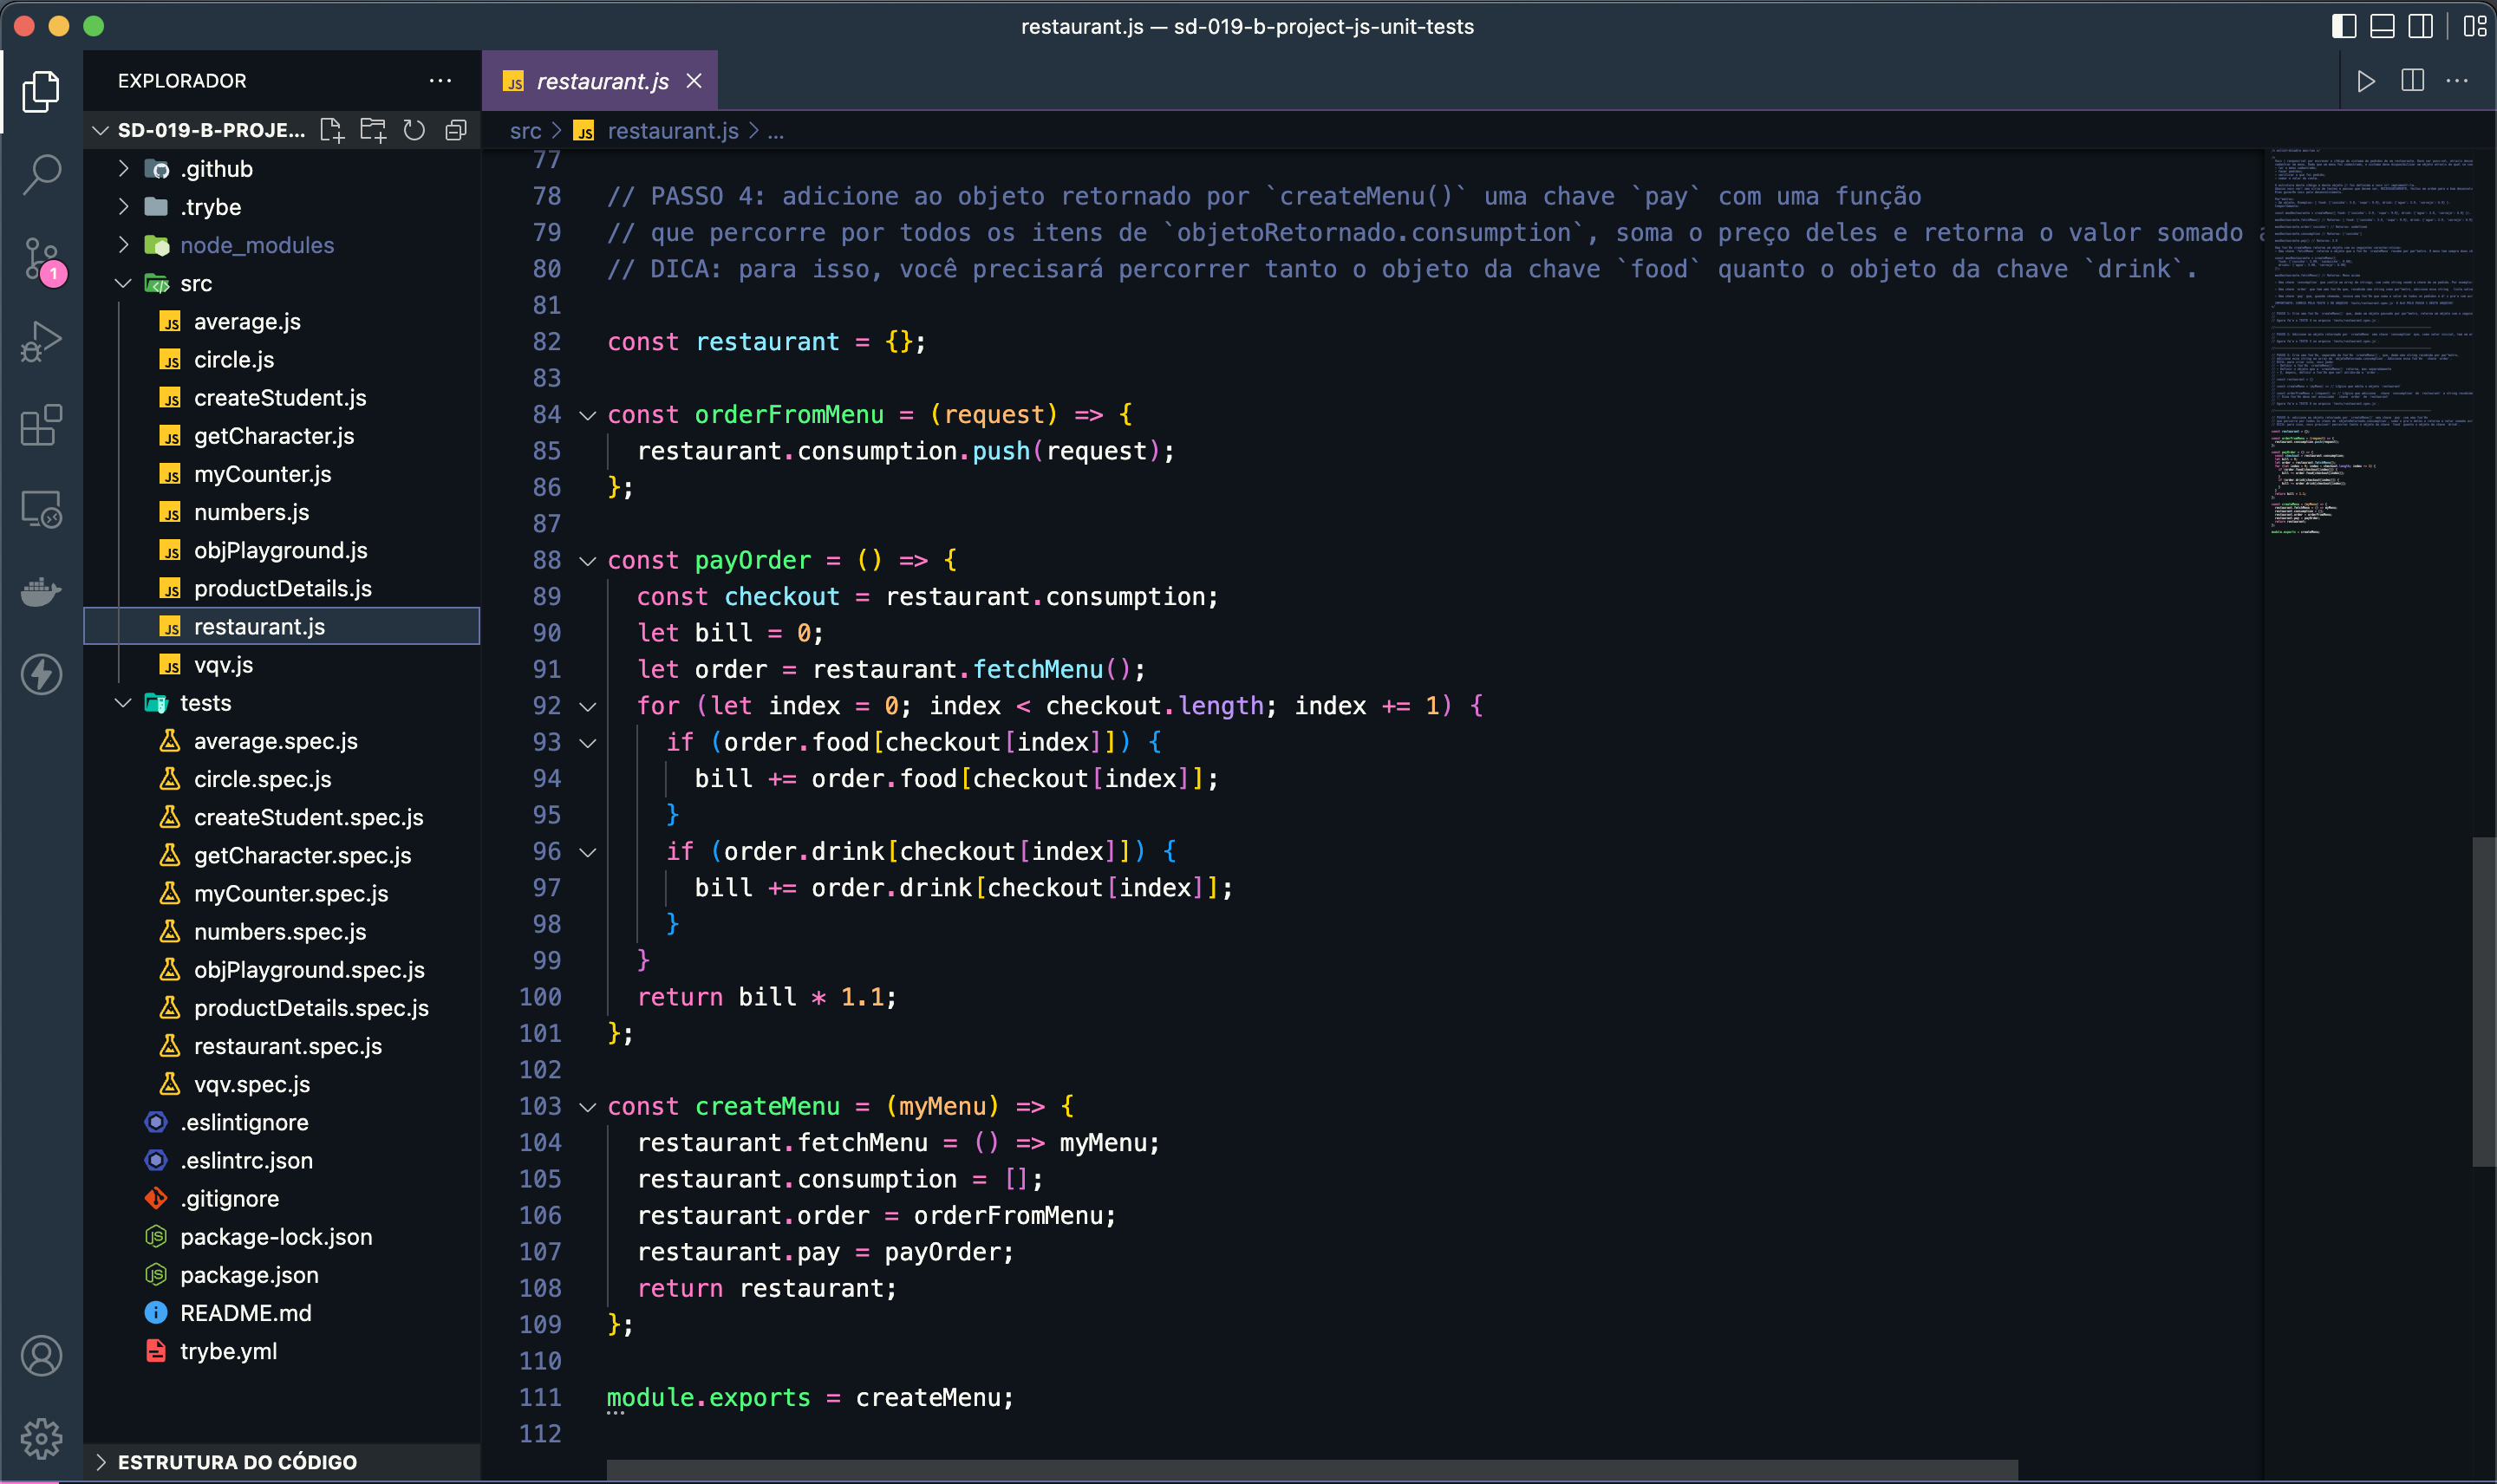 restaurant.js — sd-019-b-project-js-unit-tests
EXPLORADOR
SD-019-B-PROJE...
.github
.trybe
node_modules
src
average.js
circle.js
createStudent.js
getCharacter.js
myCounter.js
numbers.js
objPlayground.js
productDetails.js
restaurant.js
vqv.js
tests
average.spec.js
circle.spec.js
createStudent.spec.js
getCharacter.spec.js
myCounter.spec.js
numbers.spec.js
objPlayground.spec.js
productDetails.spec.js
restaurant.spec.js
vqv.spec.js
.eslintignore
.eslintrc.json
.gitignore
package-lock.json
package.json
README.md
trybe.yml
ESTRUTURA DO CÓDIGO
1
JS restaurant.js
src > JS restaurant.js > ...
77
78 // PASSO 4: adicione ao objeto retornado por `createMenu()` uma chave `pay` com uma função
79 // que percorre por todos os itens de `objetoRetornado.consumption`, soma o preço deles e retorna o valor somado a
80 // DICA: para isso, você precisará percorrer tanto o objeto da chave `food` quanto o objeto da chave `drink`.
81
82 const restaurant = {};
83
84 const orderFromMenu = (request) => {
85   restaurant.consumption.push(request);
86 };
87
88 const payOrder = () => {
89   const checkout = restaurant.consumption;
90   let bill = 0;
91   let order = restaurant.fetchMenu();
92   for (let index = 0; index < checkout.length; index += 1) {
93     if (order.food[checkout[index]]) {
94       bill += order.food[checkout[index]];
95     }
96     if (order.drink[checkout[index]]) {
97       bill += order.drink[checkout[index]];
98     }
99   }
100   return bill * 1.1;
101 };
102
103 const createMenu = (myMenu) => {
104   restaurant.fetchMenu = () => myMenu;
105   restaurant.consumption = [];
106   restaurant.order = orderFromMenu;
107   restaurant.pay = payOrder;
108   return restaurant;
109 };
110
111 module.exports = createMenu;
112